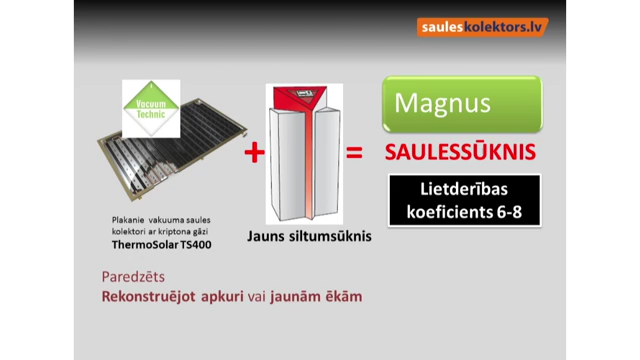 sauleskolektors.lv
Vacuum
Technic
Magnus
+
=
SAULESSŪKNIS
Lietderības
koeficients 6-8
Plakanie vakuuma saules
kolektori ar kriptona gāzi
ThermoSolar TS400
Jauns siltumsūknis
Paredzēts
Rekonstruējot apkuri vai jaunām ēkām